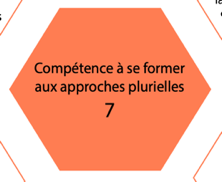 Compétence à se former
aux approches plurielles
7